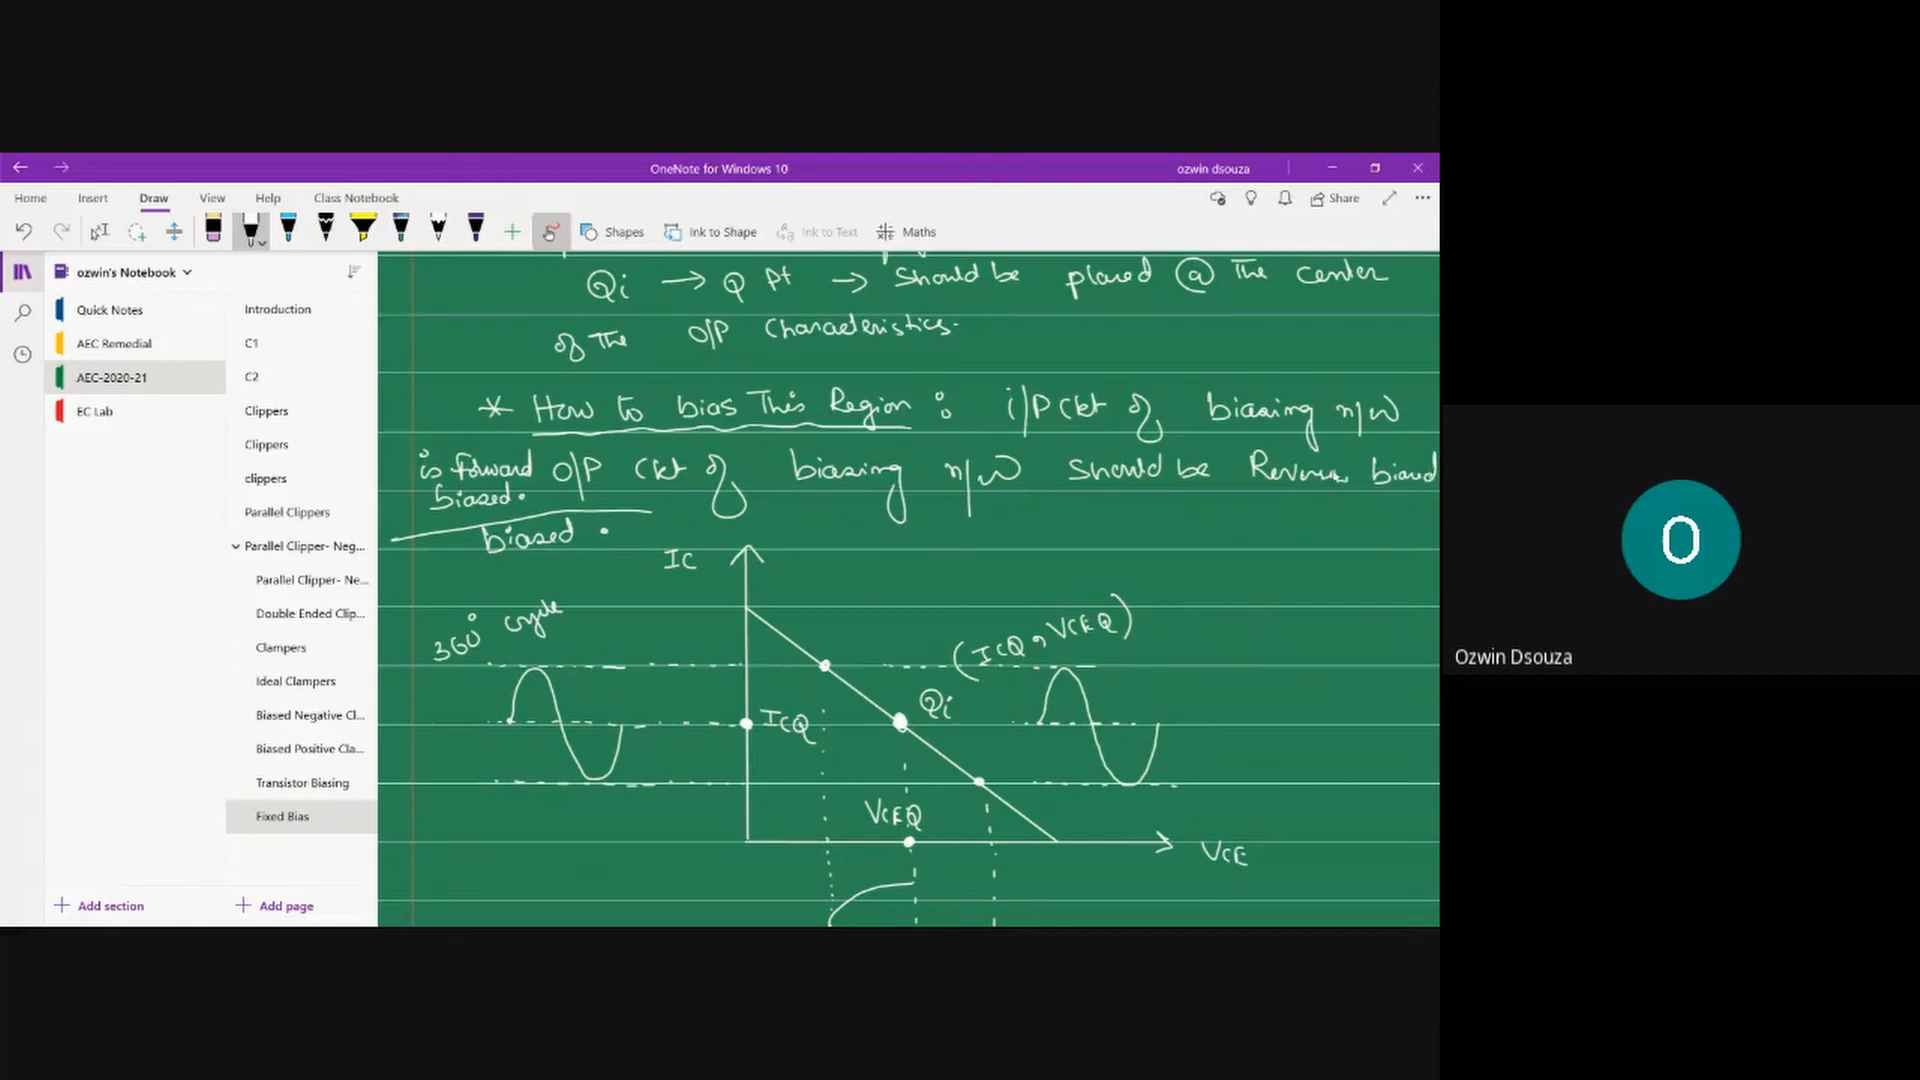 OneNote for Windows 10
ozwin dsouza
Home Insert Draw View Help Class Notebook
Share
Shapes Ink to Shape Ink to Text Maths
ozwin's Notebook
Quick Notes
AEC Remedial
AEC-2020-21
EC Lab
Add section
Introduction
C1
C2
Clippers
Clippers
clippers
Parallel Clippers
Parallel Clipper- Neg...
Parallel Clipper- Ne...
Double Ended Clip...
Clampers
Ideal Clampers
Biased Negative Cl...
Biased Positive Cla...
Transistor Biasing
Fixed Bias
Add page
Qi → Q Pt → Should be placed @ The center
of The O/P Characteristics.
* How to bias This Region : i/P Ckt of biasing n/w
is forward O/P Ckt of biasing n/w should be Reverse biased
biased.
biased .
IC
360° cycle
(ICQ, VCEQ)
Qi
ICQ
VCEQ
VCE
O
Ozwin Dsouza